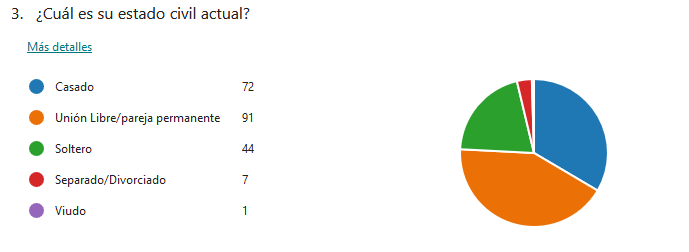 3. ¿Cuál es su estado civil actual?
Más detalles
Casado 72
Unión Libre/pareja permanente 91
Soltero 44
Separado/Divorciado 7
Viudo 1